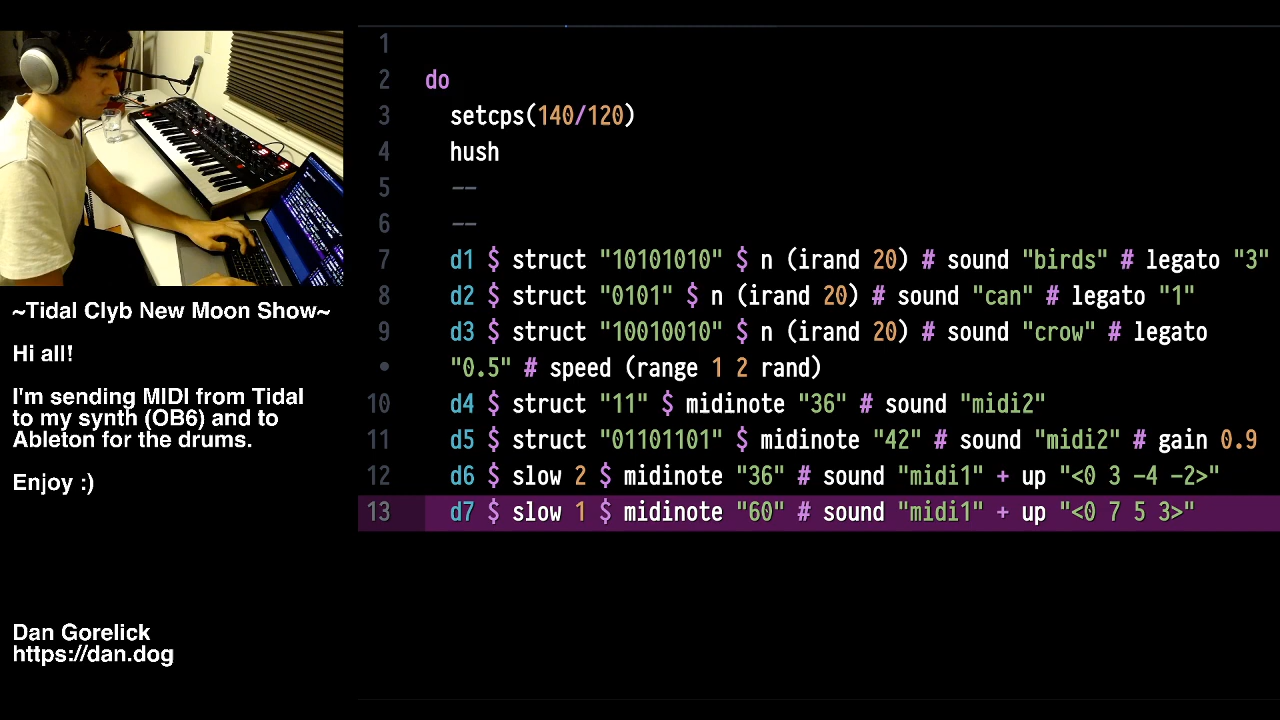 ~Tidal Clyb New Moon Show~
Hi all!
I'm sending MIDI from Tidal
to my synth (OB6) and to
Ableton for the drums.
Enjoy :)
Dan Gorelick
https://dan.dog
1
2 do
3 setcps(140/120)
4 hush
5 --
6 --
7 d1 $ struct "10101010" $ n (irand 20) # sound "birds" # legato "3"
8 d2 $ struct "0101" $ n (irand 20) # sound "can" # legato "1"
9 d3 $ struct "10010010" $ n (irand 20) # sound "crow" # legato
• "0.5" # speed (range 1 2 rand)
10 d4 $ struct "11" $ midinote "36" # sound "midi2"
11 d5 $ struct "01101101" $ midinote "42" # sound "midi2" # gain 0.9
12 d6 $ slow 2 $ midinote "36" # sound "midi1" + up "<0 3 -4 -2>"
13 d7 $ slow 1 $ midinote "60" # sound "midi1" + up "<0 7 5 3>"